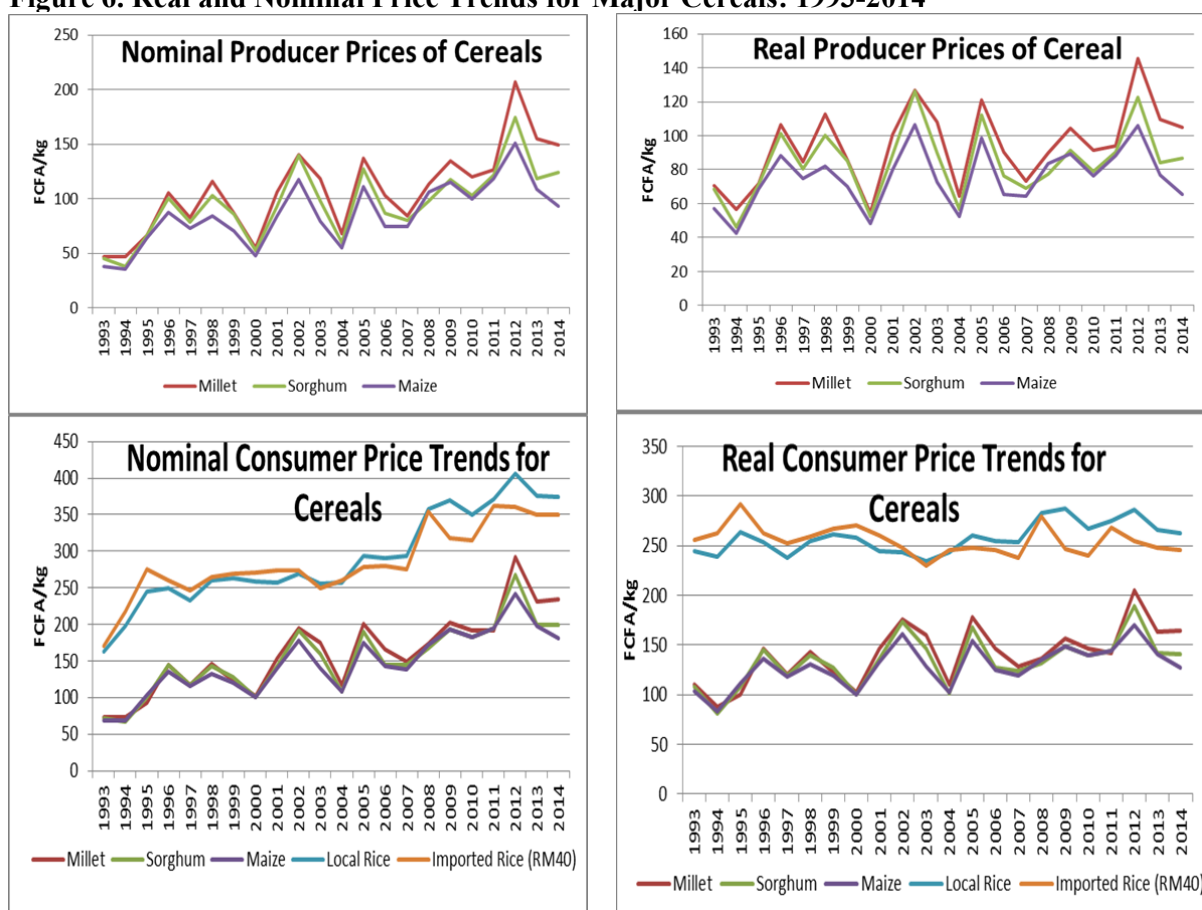 Figure 6. Real and Nominal Price Trends for Major Cereals: 1993-2014
Nominal Producer Prices of Cereals
FCFA/kg
250
200
150
100
50
0
1993 1994 1995 1996 1997 1998 1999 2000 2001 2002 2003 2004 2005 2006 2007 2008 2009 2010 2011 2012 2013 2014
Millet Sorghum Maize
Real Producer Prices of Cereal
FCFA/kg
160
140
120
100
80
60
40
20
0
1993 1994 1995 1996 1997 1998 1999 2000 2001 2002 2003 2004 2005 2006 2007 2008 2009 2010 2011 2012 2013 2014
Millet Sorghum Maize
Nominal Consumer Price Trends for
Cereals
FCFA/kg
450
400
350
300
250
200
150
100
50
0
1993 1994 1995 1996 1997 1998 1999 2000 2001 2002 2003 2004 2005 2006 2007 2008 2009 2010 2011 2012 2013 2014
Millet Sorghum Maize Local Rice Imported Rice (RM40)
Real Consumer Price Trends for
Cereals
FCFA/kg
350
300
250
200
150
100
50
0
1993 1994 1995 1996 1997 1998 1999 2000 2001 2002 2003 2004 2005 2006 2007 2008 2009 2010 2011 2012 2013 2014
Millet Sorghum Maize Local Rice Imported Rice (RM40)